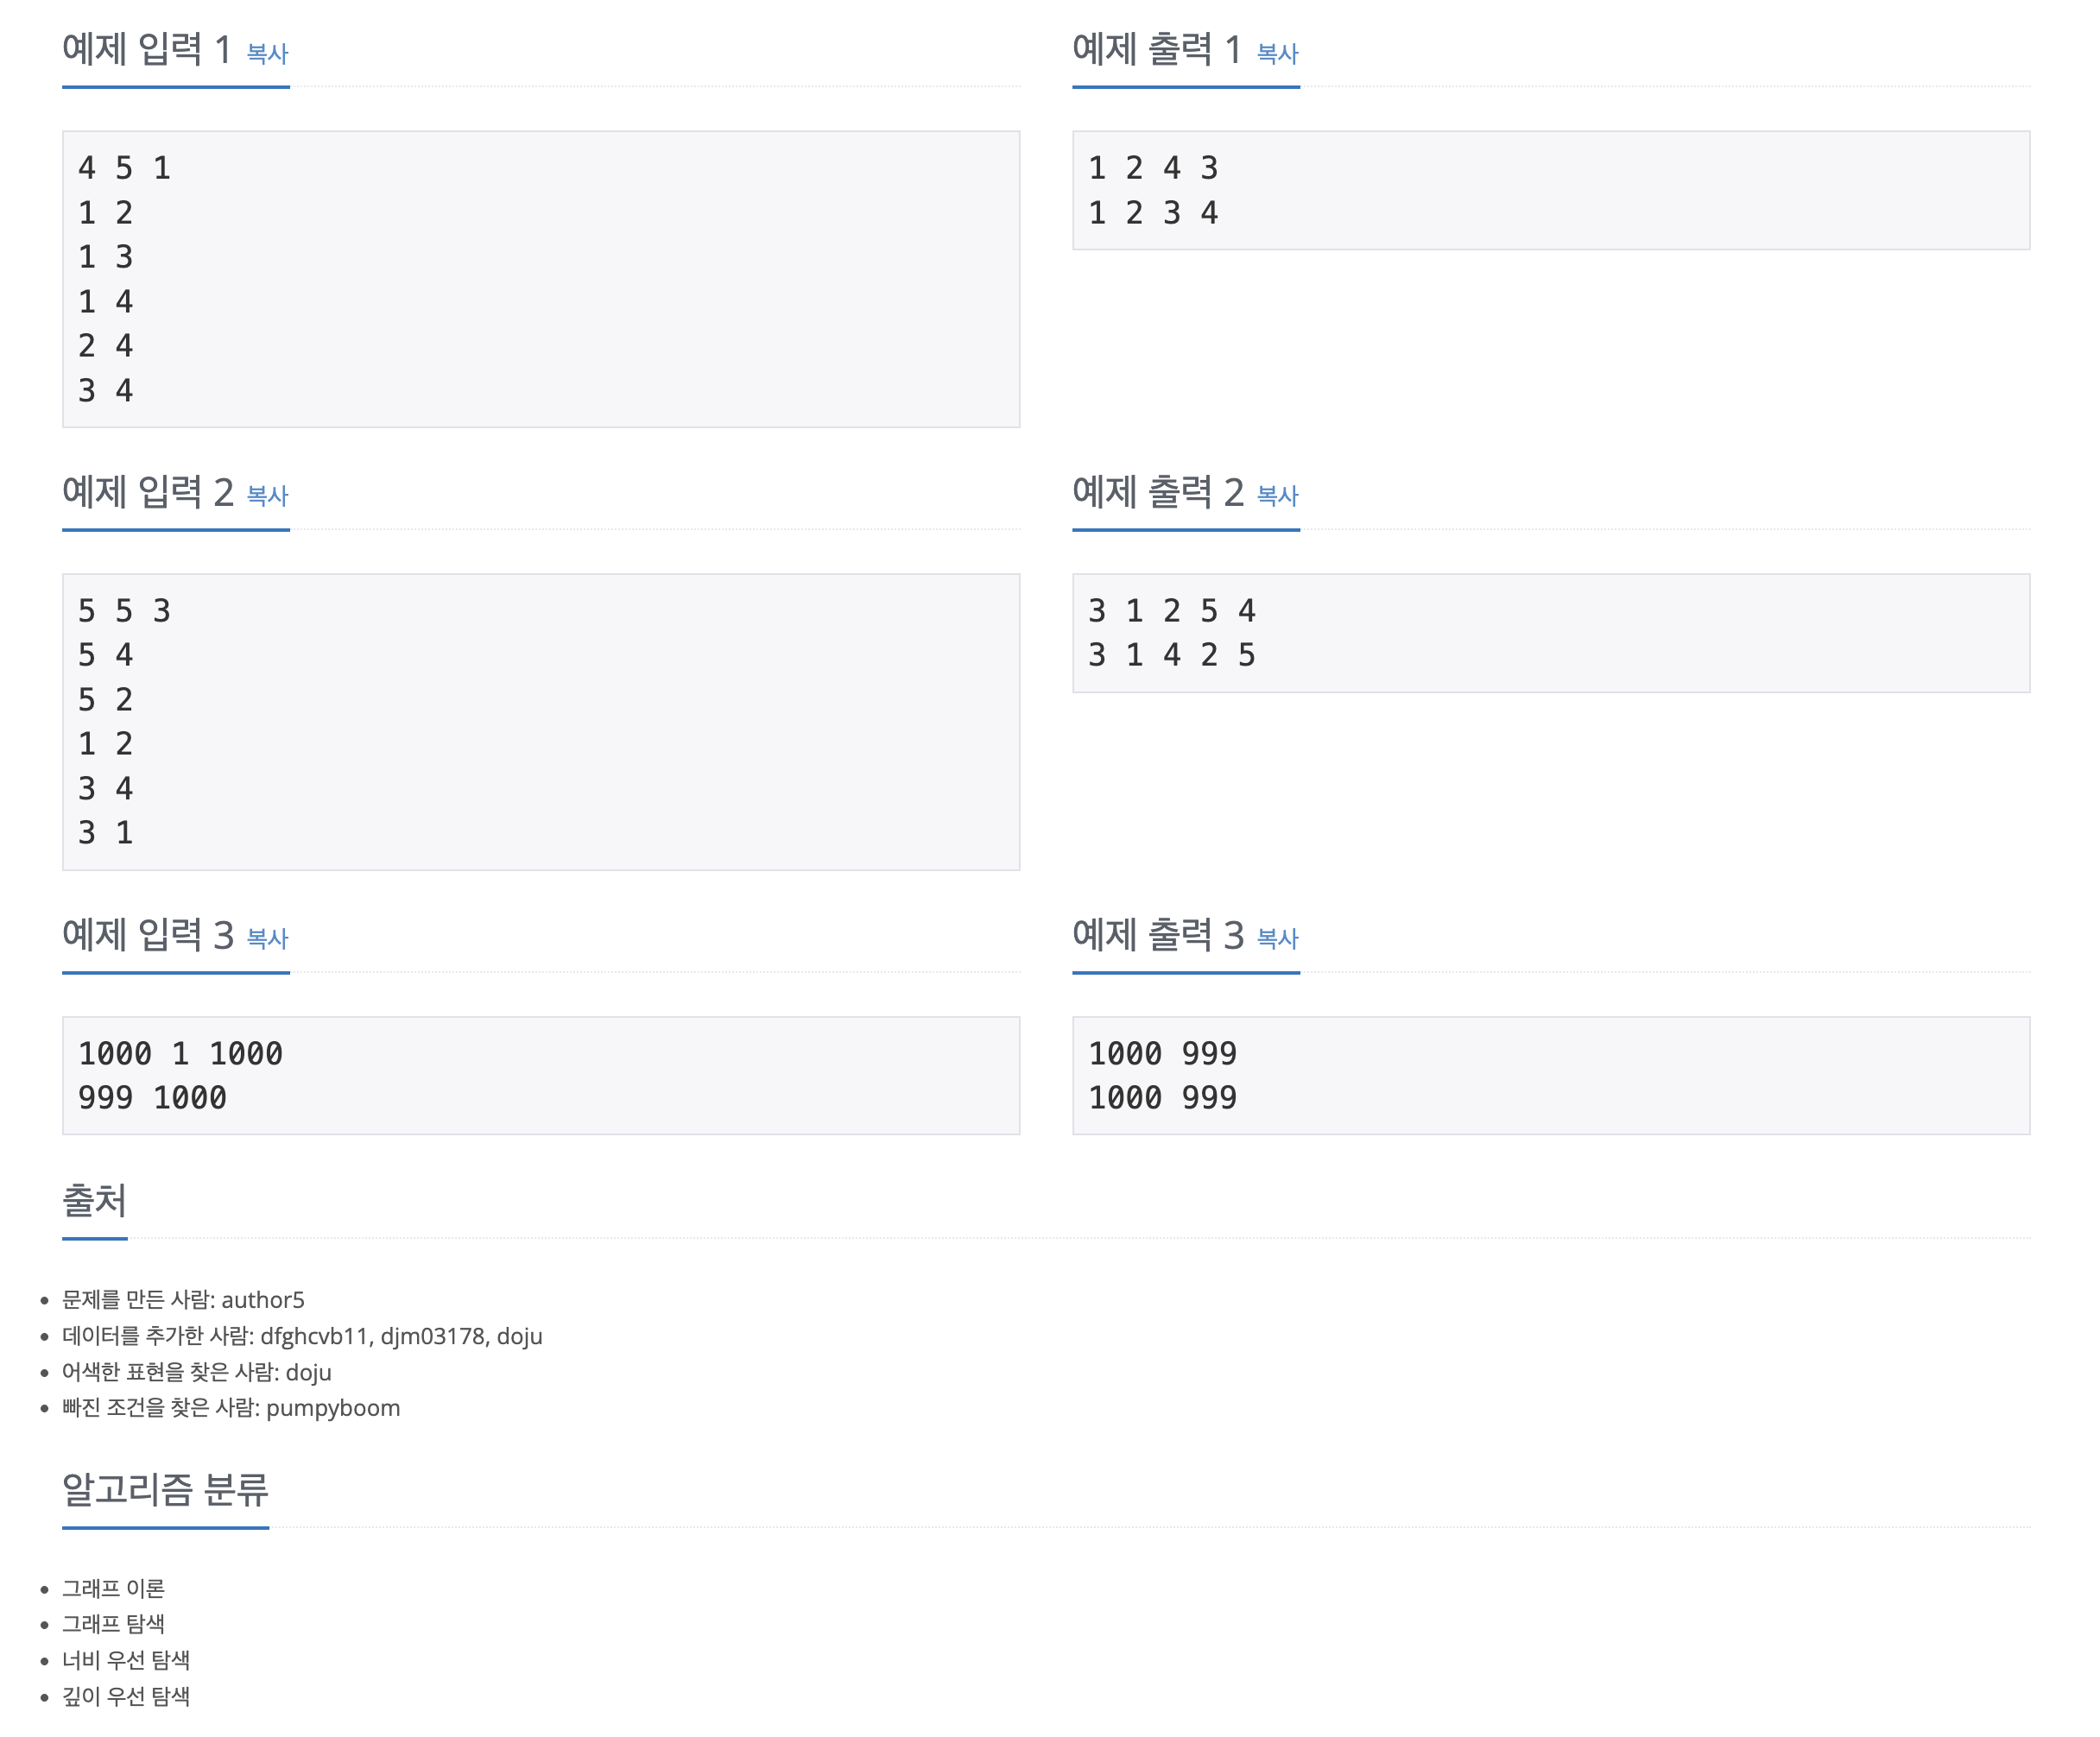 예제 입력 1 복사
4 5 1
1 2
1 3
1 4
2 4
3 4
예제 출력 1 복사
1 2 4 3
1 2 3 4
예제 입력 2 복사
5 5 3
5 4
5 2
1 2
3 4
3 1
예제 출력 2 복사
3 1 2 5 4
3 1 4 2 5
예제 입력 3 복사
1000 1 1000
999 1000
예제 출력 3 복사
1000 999
1000 999
출처
문제를 만든 사람: author5
데이터를 추가한 사람: dfghcvb11, djm03178, doju
어색한 표현을 찾은 사람: doju
빠진 조건을 찾은 사람: pumpyboom
알고리즘 분류
그래프 이론
그래프 탐색
너비 우선 탐색
깊이 우선 탐색